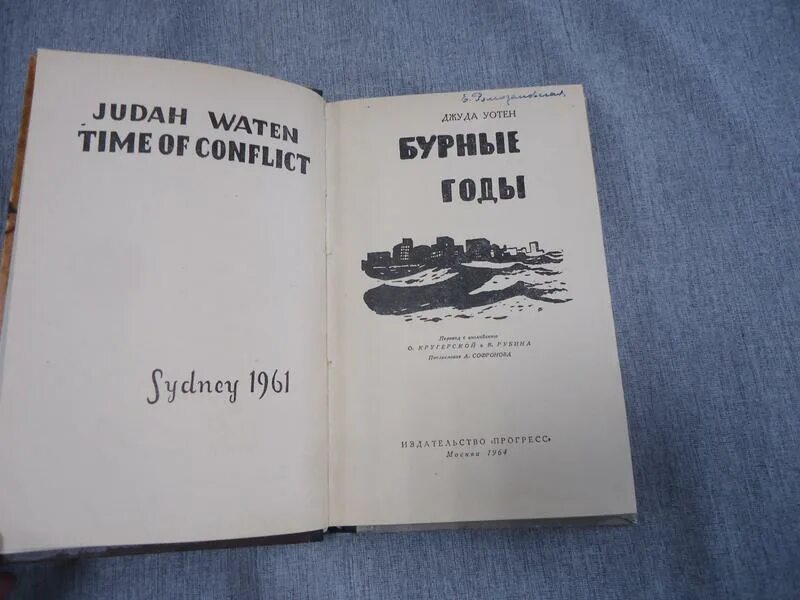 JUDAH WATEN
TIME OF CONFLICT
Sydney 1961
ДЖУДА УОТЕН
БУРНЫЕ
ГОДЫ
Перевод с английского
О. КРУГЕРСКОЙ и В. РУБИНА
Послесловие А. СОФРОНОВА
ИЗДАТЕЛЬСТВО «ПРОГРЕСС»
Москва 1964